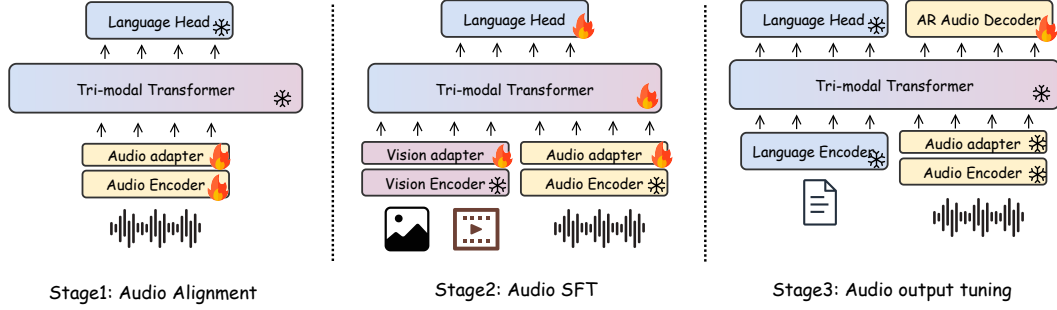 Language Head
Tri-modal Transformer
Audio adapter
Audio Encoder
Stage1: Audio Alignment
Language Head
Tri-modal Transformer
Vision adapter
Audio adapter
Vision Encoder
Audio Encoder
Stage2: Audio SFT
Language Head
AR Audio Decoder
Tri-modal Transformer
Language Encoder
Audio adapter
Audio Encoder
Stage3: Audio output tuning